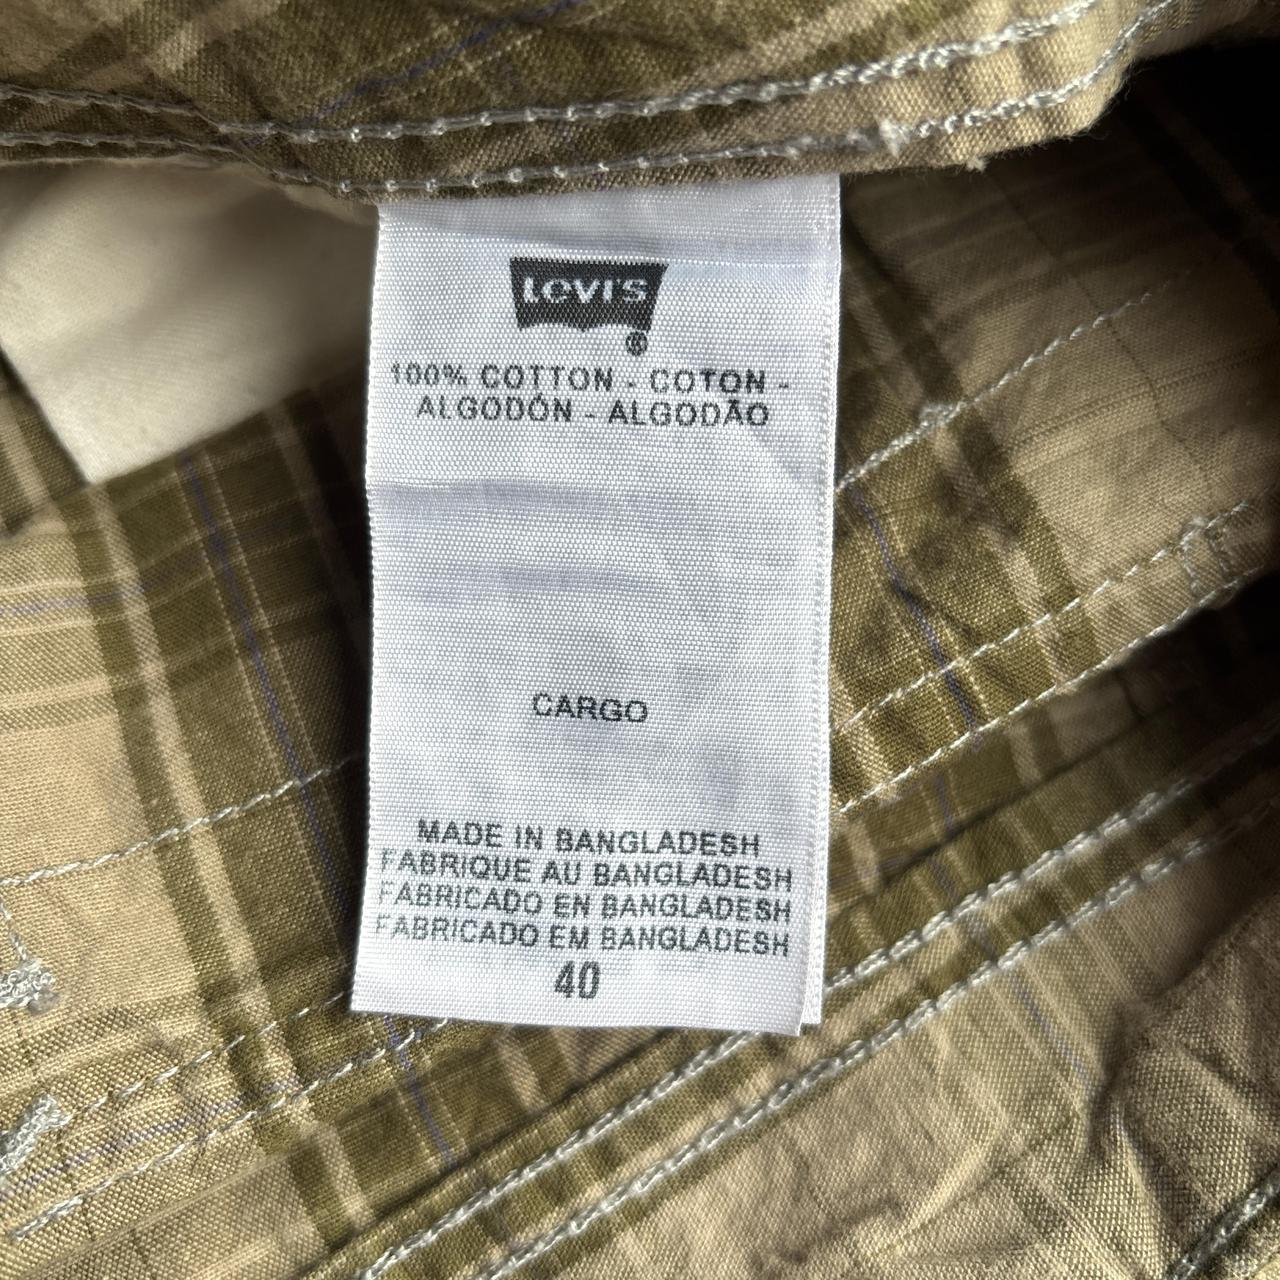 LEVI'S
®
100% COTTON - COTON -
ALGODÓN - ALGODÃO
CARGO
MADE IN BANGLADESH
FABRIQUE AU BANGLADESH
FABRICADO EN BANGLADESH
FABRICADO EM BANGLADESH
40